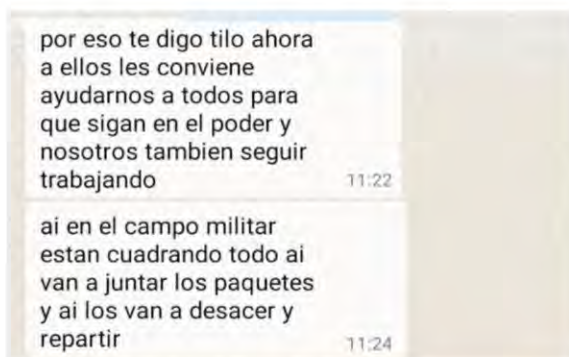 por eso te digo tilo ahora
a ellos les conviene
ayudarnos a todos para
que sigan en el poder y
nosotros tambien seguir
trabajando
11:22
ai en el campo militar
estan cuadrando todo ai
van a juntar los paquetes
y ai los van a desacer y
repartir
11:24